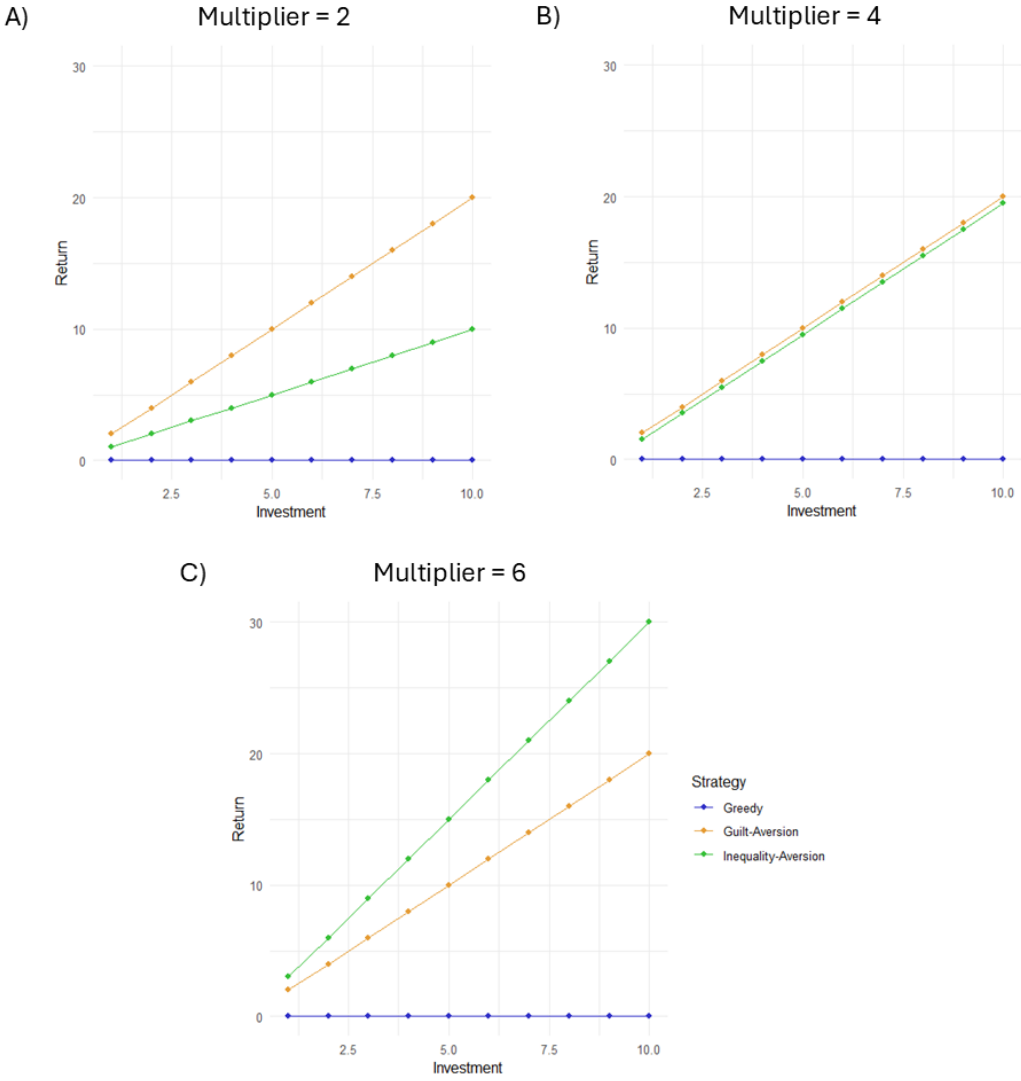 A)
Multiplier = 2
30
20
10
0
Return
2.5
5.0
7.5
10.0
Investment
B)
Multiplier = 4
30
20
10
0
Return
2.5
5.0
7.5
10.0
Investment
C)
Multiplier = 6
30
20
10
0
Return
2.5
5.0
7.5
10.0
Investment
Strategy
Greedy
Guilt-Aversion
Inequality-Aversion